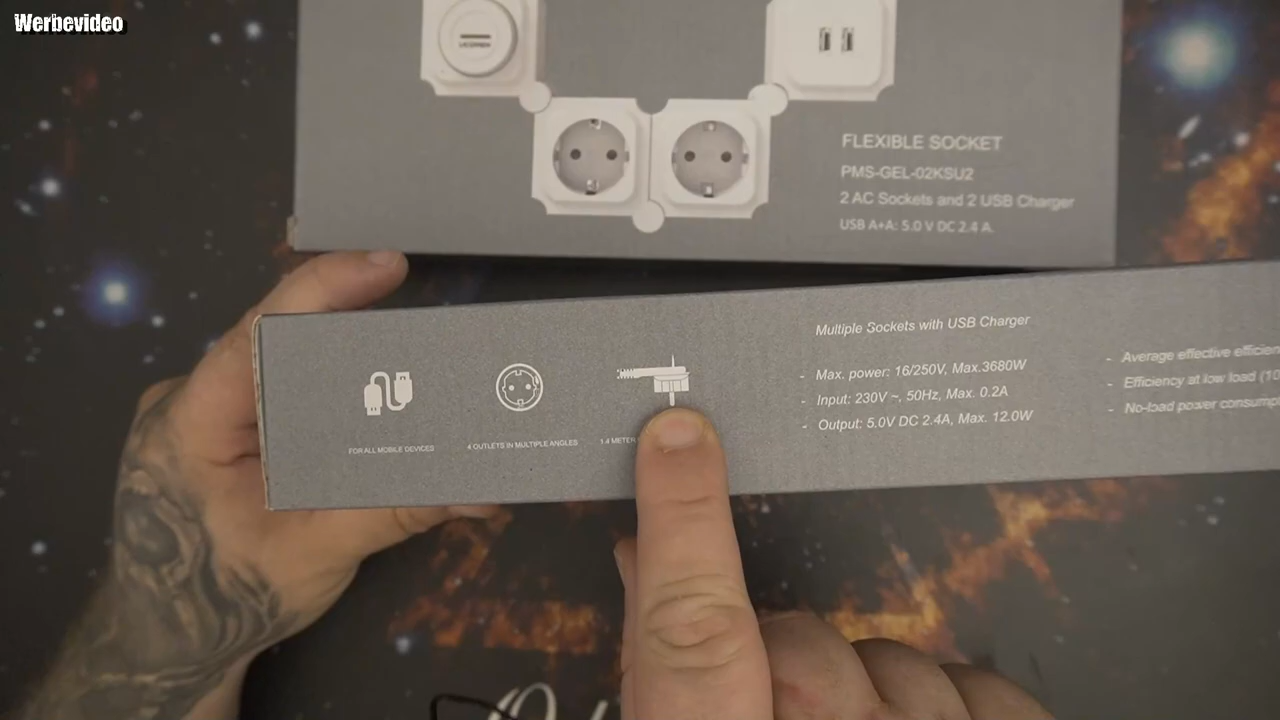 Werbevideo
FLEXIBLE SOCKET
PMS-GEL-02KSU2
2 AC Sockets and 2 USB Charger
USB A+A: 5.0 V DC 2.4 A.
Multiple Sockets with USB Charger
- Max. power: 16/250V, Max.3680W
- Input: 230V ~, 50Hz, Max. 0.2A
- Output: 5.0V DC 2.4A, Max. 12.0W
- Average effective
- Efficiency at low load (10
- No-load power
FOR ALL MOBILE DEVICES
4 OUTLETS IN MULTIPLE ANGLES
1.4 METER